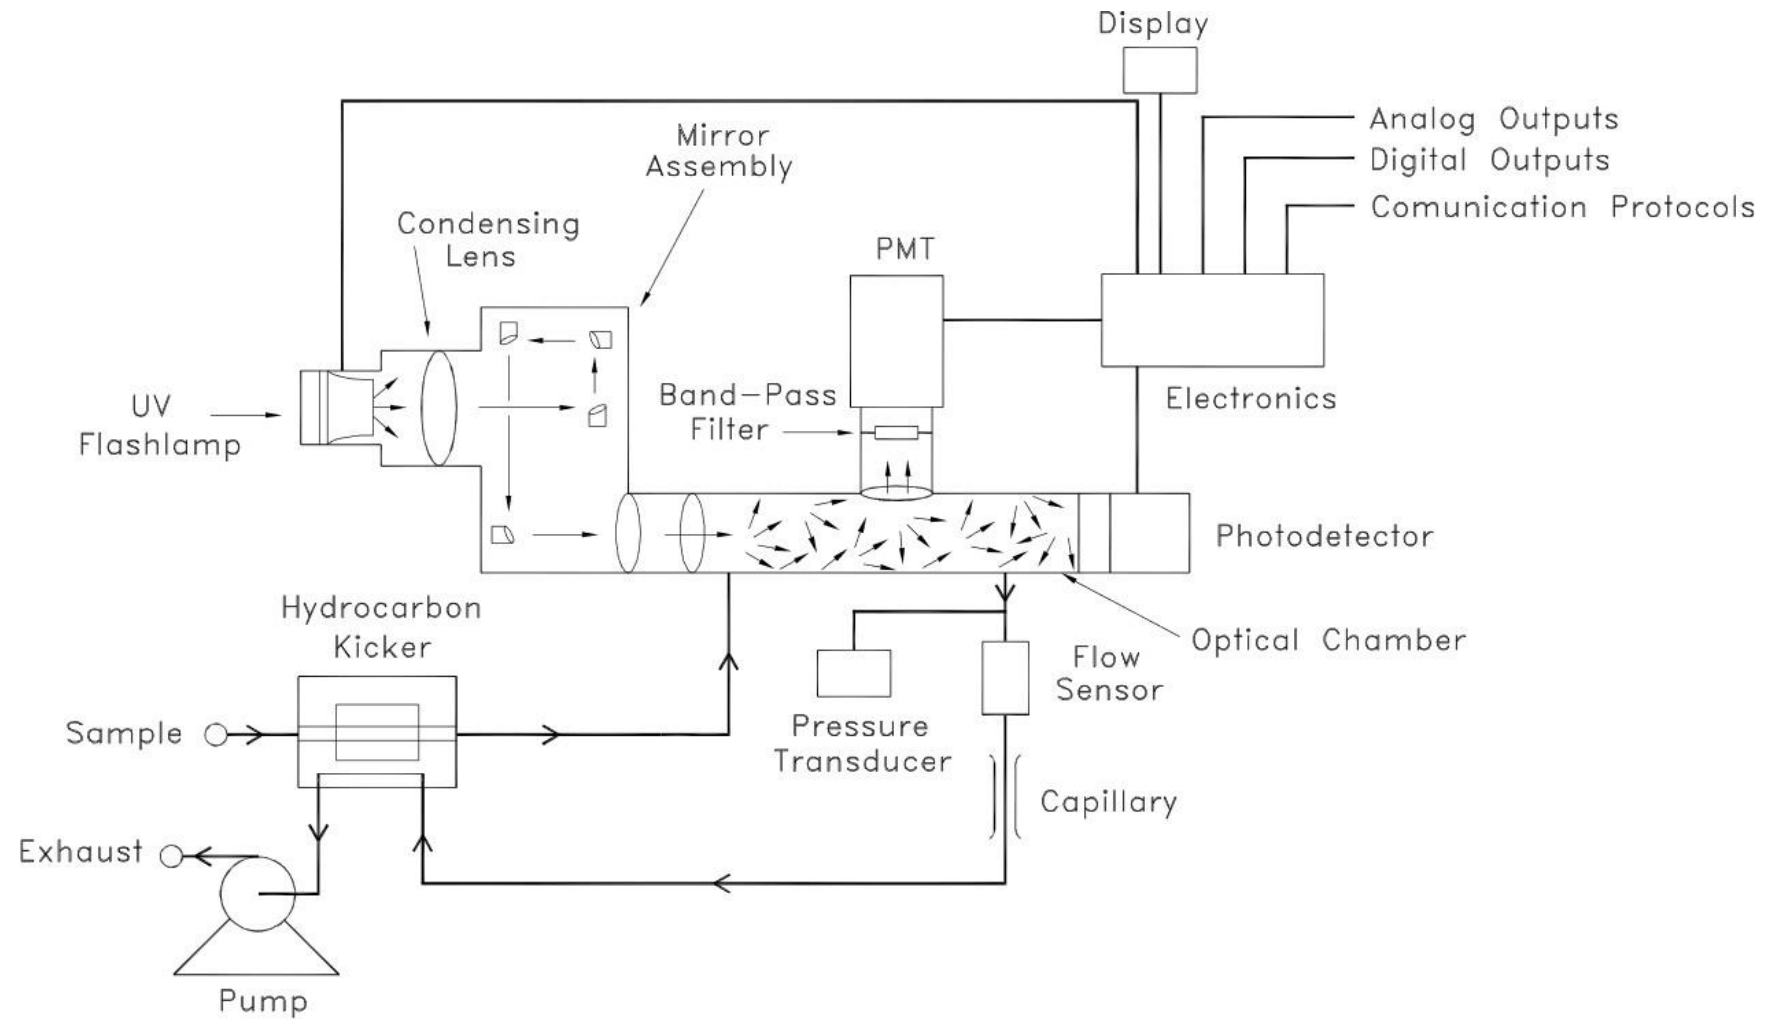 Display
Analog Outputs
Digital Outputs
Comunication Protocols
Mirror
Assembly
Condensing
Lens
PMT
Band-Pass
Filter
Electronics
UV
Flashlamp
Photodetector
Hydrocarbon
Kicker
Optical Chamber
Flow
Sensor
Sample
Pressure
Transducer
Capillary
Exhaust
Pump